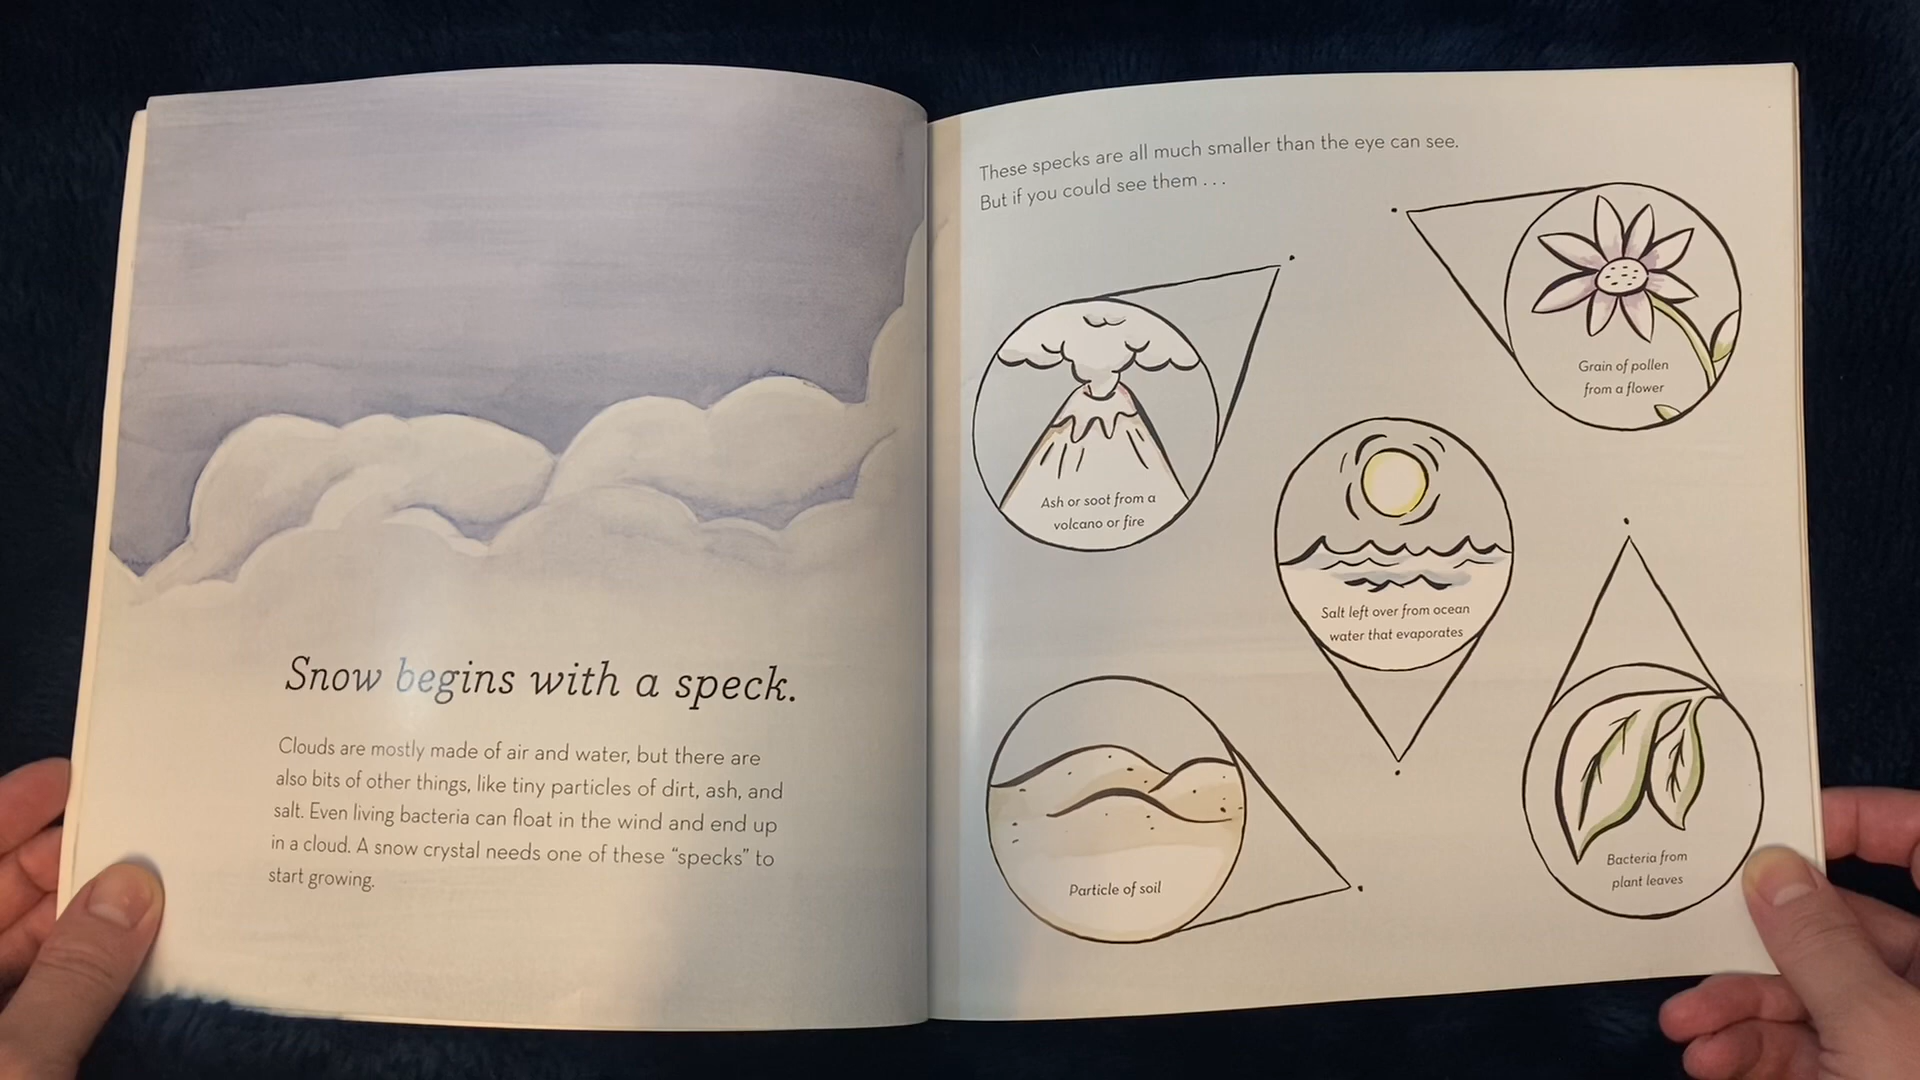 Snow begins with a speck.
Clouds are mostly made of air and water, but there are
also bits of other things, like tiny particles of dirt, ash, and
salt. Even living bacteria can float in the wind and end up
in a cloud. A snow crystal needs one of these “specks” to
start growing.
These specks are all much smaller than the eye can see.
But if you could see them . . .
Ash or soot from a
volcano or fire
Grain of pollen
from a flower
Salt left over from ocean
water that evaporates
Particle of soil
Bacteria from
plant leaves